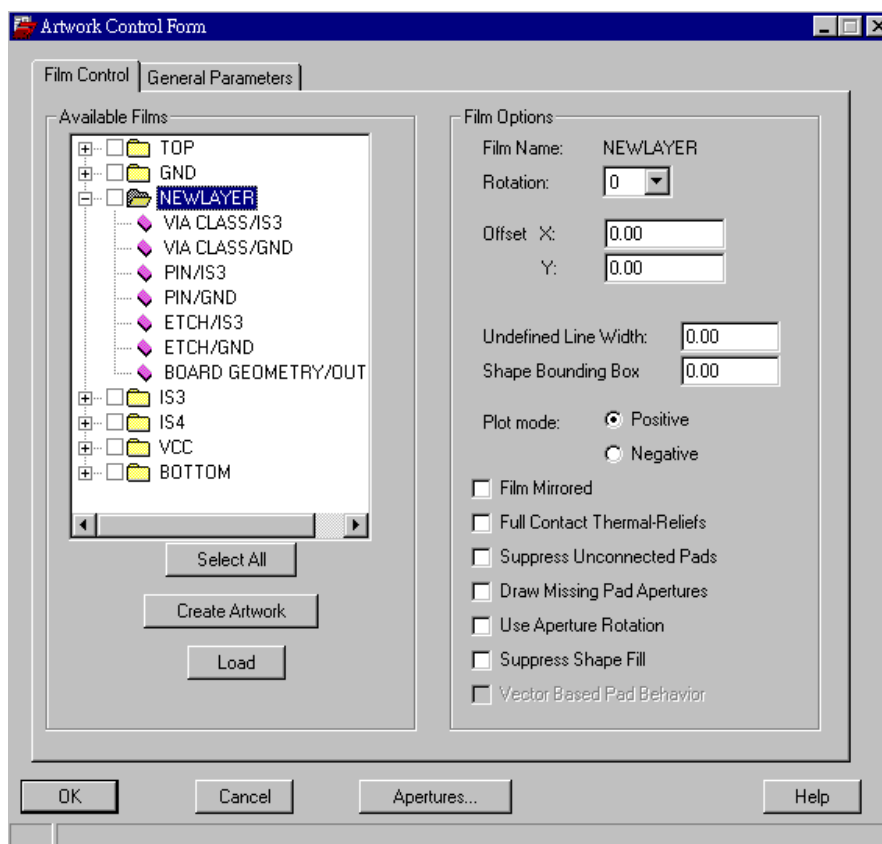 Artwork Control Form
Film Control
General Parameters
Available Films
TOP
GND
NEWLAYER
VIA CLASS/IS3
VIA CLASS/GND
PIN/IS3
PIN/GND
ETCH/IS3
ETCH/GND
BOARD GEOMETRY/OUT
IS3
IS4
VCC
BOTTOM
Select All
Create Artwork
Load
Film Options
Film Name: NEWLAYER
Rotation: 0
Offset X: 0.00
Y: 0.00
Undefined Line Width: 0.00
Shape Bounding Box 0.00
Plot mode: Positive
Negative
Film Mirrored
Full Contact Thermal-Reliefs
Suppress Unconnected Pads
Draw Missing Pad Apertures
Use Aperture Rotation
Suppress Shape Fill
Vector Based Pad Behavior
OK
Cancel
Apertures...
Help